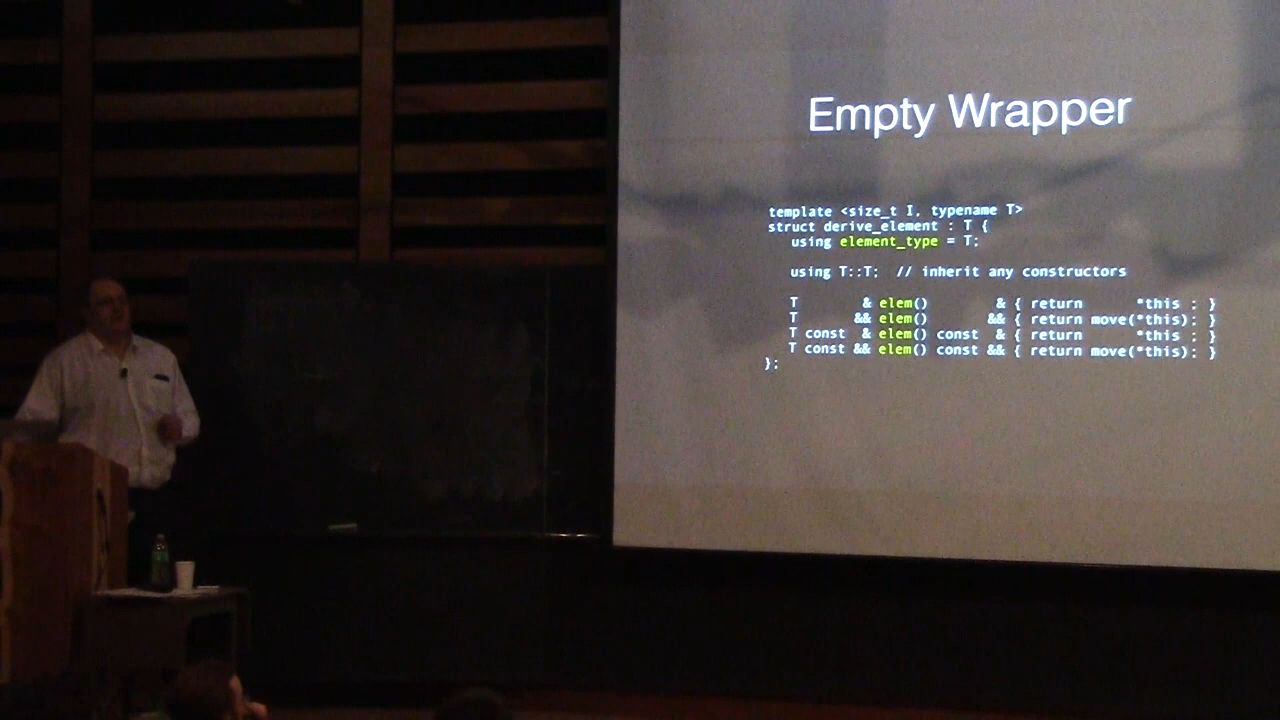 Empty Wrapper
template <size_t I, typename T>
struct derive_element : T {
using element_type = T;
using T::T; // inherit any constructors
T & elem() & { return *this ; }
T && elem() && { return move(*this); }
T const & elem() const & { return *this ; }
T const && elem() const && { return move(*this); }
};